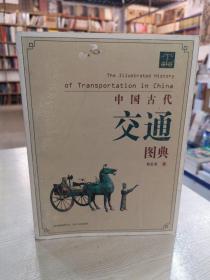 The Illustrated History
of Transportation in China
中国古代
交通
图典